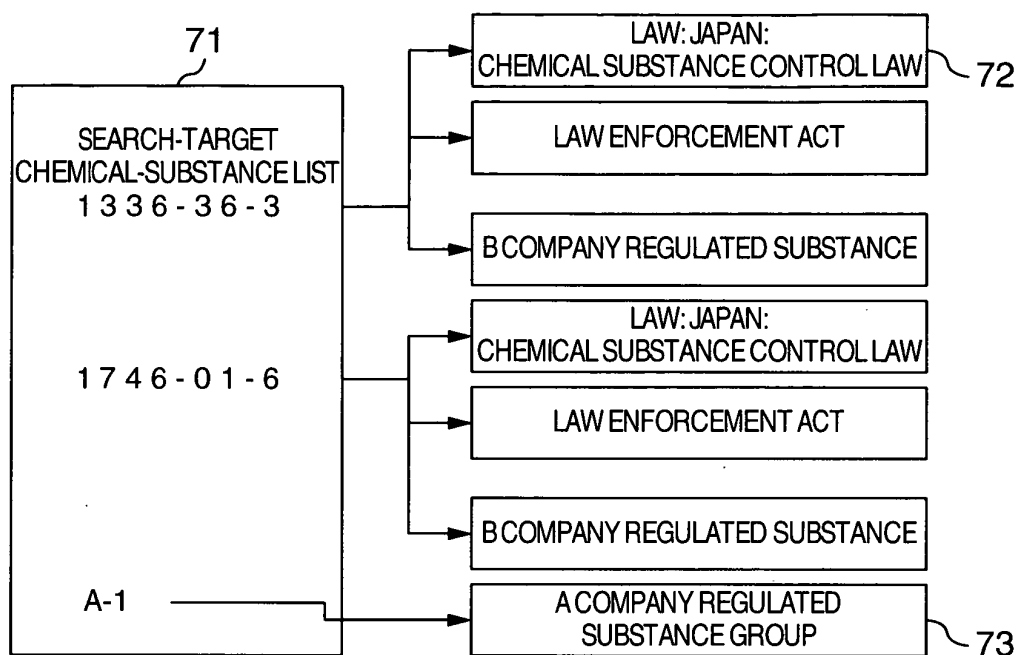 71
SEARCH-TARGET
CHEMICAL-SUBSTANCE LIST
1336-36-3
1746-01-6
A-1
LAW: JAPAN:
CHEMICAL SUBSTANCE CONTROL LAW
72
LAW ENFORCEMENT ACT
B COMPANY REGULATED SUBSTANCE
LAW: JAPAN:
CHEMICAL SUBSTANCE CONTROL LAW
LAW ENFORCEMENT ACT
B COMPANY REGULATED SUBSTANCE
A COMPANY REGULATED
SUBSTANCE GROUP
73